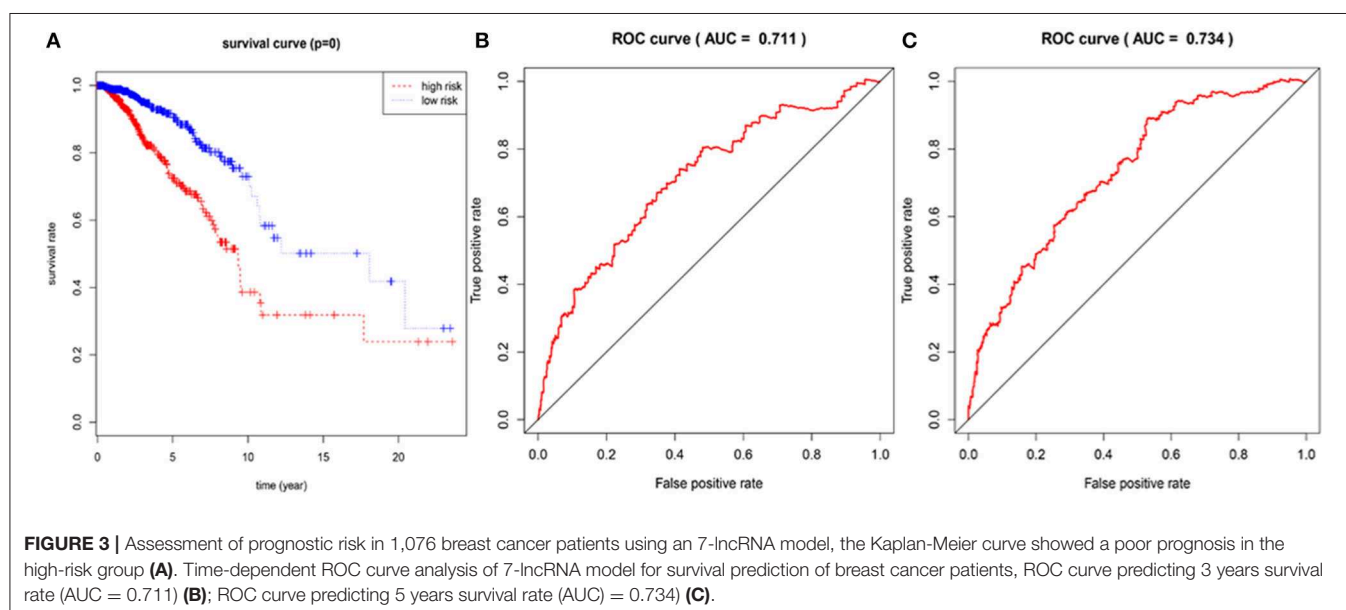 A
survival curve (p=0)
high risk
low risk
survival rate
0.0 0.2 0.4 0.6 0.8 1.0
0 5 10 15 20
time (year)
B
ROC curve ( AUC = 0.711 )
True positive rate
0.0 0.2 0.4 0.6 0.8 1.0
0.0 0.2 0.4 0.6 0.8 1.0
False positive rate
C
ROC curve ( AUC = 0.734 )
True positive rate
0.0 0.2 0.4 0.6 0.8 1.0
0.0 0.2 0.4 0.6 0.8 1.0
False positive rate
FIGURE 3 | Assessment of prognostic risk in 1,076 breast cancer patients using an 7-lncRNA model, the Kaplan-Meier curve showed a poor prognosis in the
high-risk group (A). Time-dependent ROC curve analysis of 7-lncRNA model for survival prediction of breast cancer patients, ROC curve predicting 3 years survival
rate (AUC = 0.711) (B); ROC curve predicting 5 years survival rate (AUC) = 0.734) (C).